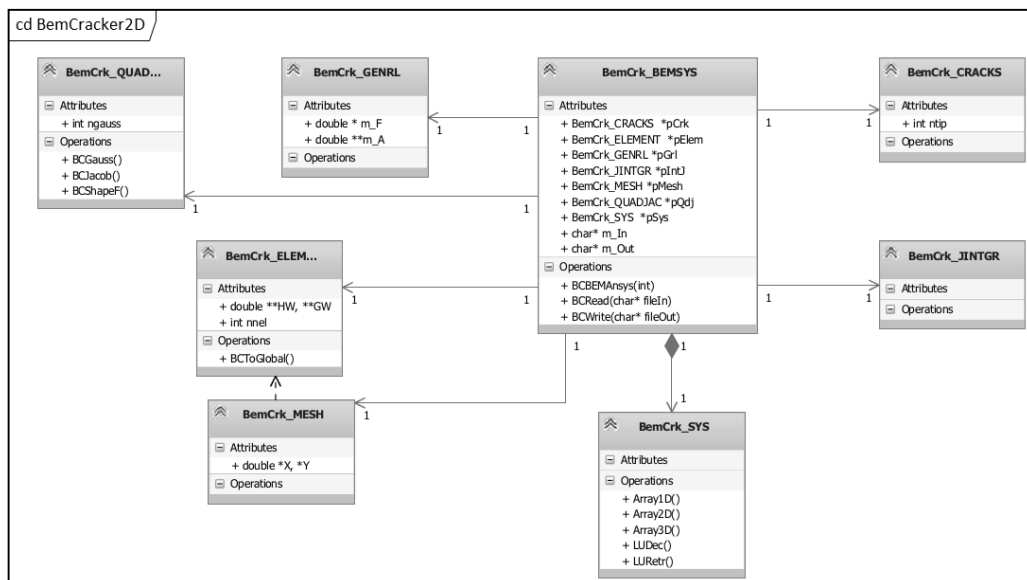 cd BemCracker2D
BemCrk_QUAD...
Attributes
+ int ngauss
Operations
+ BCGauss()
+ BCJacob()
+ BCShapeF()
BemCrk_GENRL
Attributes
+ double * m_F
+ double **m_A
Operations
BemCrk_BEMSYS
Attributes
+ BemCrk_CRACKS *pCrk
+ BemCrk_ELEMENT *pElem
+ BemCrk_GENRL *pGrl
+ BemCrk_JINTGR *pIntJ
+ BemCrk_MESH *pMesh
+ BemCrk_QUADJAC *pQdj
+ BemCrk_SYS *pSys
+ char* m_In
+ char* m_Out
Operations
+ BCBEMAnsys(int)
+ BCRead(char* fileIn)
+ BCWrite(char* fileOut)
BemCrk_CRACKS
Attributes
+ int ntip
Operations
1
1
1
1
1
1
BemCrk_ELEM...
Attributes
+ double **HW, **GW
+ int nnel
Operations
+ BCToGlobal()
BemCrk_JINTGR
Attributes
Operations
1
1
1
1
1
1
1
1
BemCrk_MESH
Attributes
+ double *X, *Y
Operations
BemCrk_SYS
Attributes
Operations
+ Array1D()
+ Array2D()
+ Array3D()
+ LUDec()
+ LURetr()